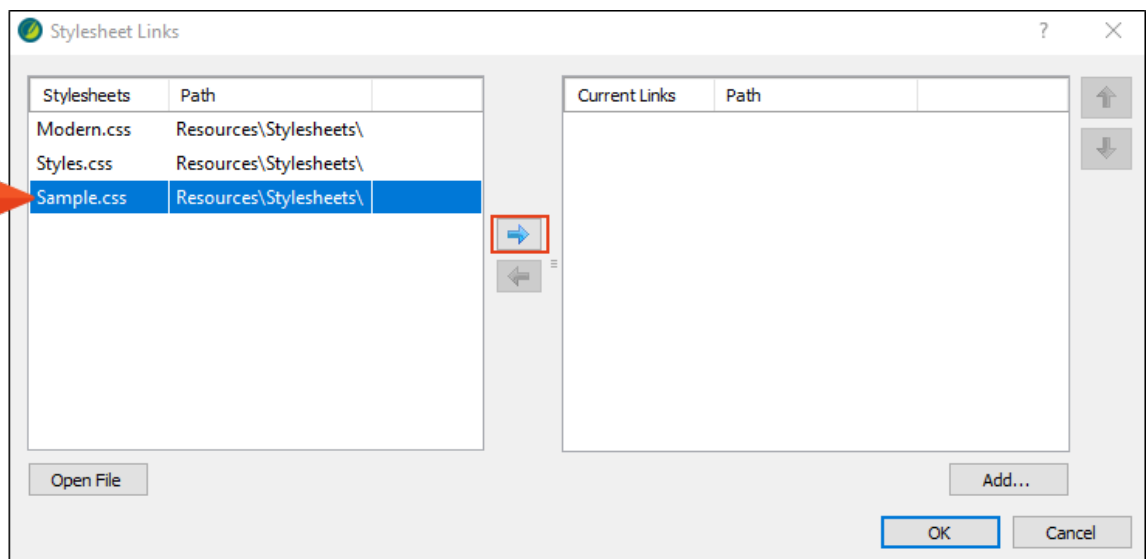 Stylesheet Links
?
Stylesheets Path
Current Links Path
Modern.css Resources\Stylesheets\
Styles.css Resources\Stylesheets\
Sample.css Resources\Stylesheets\
Open File
Add...
OK Cancel